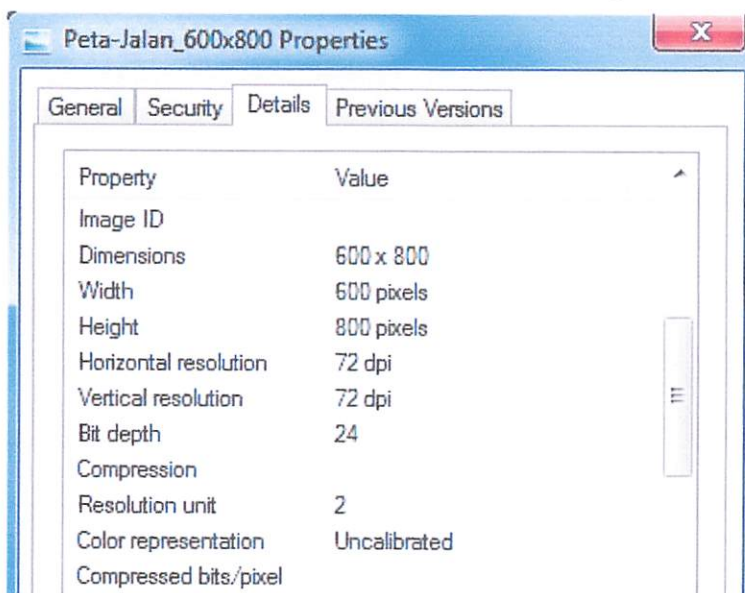 Peta-Jalan_600x800 Properties
General Security Details Previous Versions
Property Value
Image ID
Dimensions 600 x 800
Width 600 pixels
Height 800 pixels
Horizontal resolution 72 dpi
Vertical resolution 72 dpi
Bit depth 24
Compression
Resolution unit 2
Color representation Uncalibrated
Compressed bits/pixel